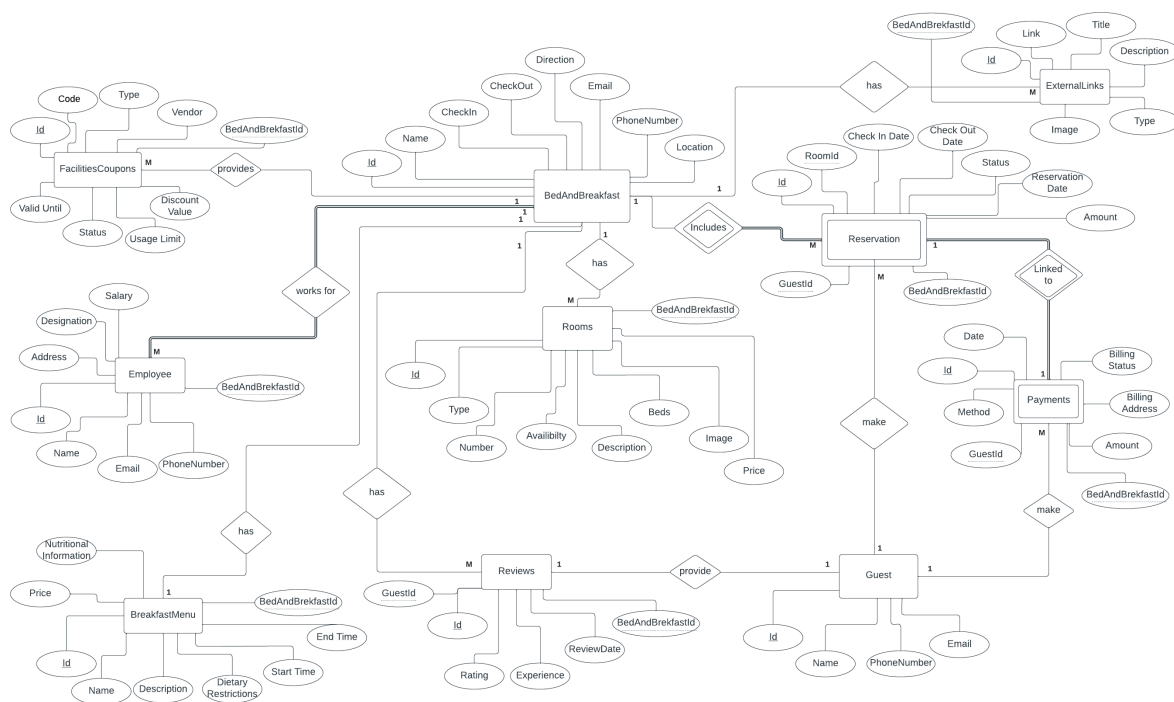 BedAndBrekfastId
Link
Title
Description
Id
ExternalLinks
M
Image
Type
has
1
Direction
Email
CheckOut
CheckIn
Name
PhoneNumber
Location
Id
BedAndBreakfast
Code
Type
Vendor
Id
BedAndBrekfastId
M
FacilitiesCoupons
Valid Until
Status
Usage Limit
Discount
Value
provides
1
1
1
1
1
1
Includes
Check In Date
Check Out
Date
RoomId
Status
Id
Reservation
Date
Amount
Reservation
M
1
M
GuestId
BedAndBrekfastId
Linked
to
has
M
BedAndBrekfastId
Rooms
Id
Type
Number
Availibilty
Description
Beds
Image
Price
works for
Salary
Designation
Address
M
Employee
BedAndBrekfastId
Id
Name
Email
PhoneNumber
Date
Billing
Status
Id
1
Payments
Billing
Address
Method
M
Amount
GuestId
BedAndBrekfastId
make
make
has
has
Nutritional
Information
Price
1
BreakfastMenu
BedAndBrekfastId
End Time
Id
Start Time
Name
Description
Dietary
Restrictions
M
Reviews
1
provide
1
GuestId
Id
BedAndBrekfastId
ReviewDate
Rating
Experience
1
Guest
1
Id
Name
PhoneNumber
Email